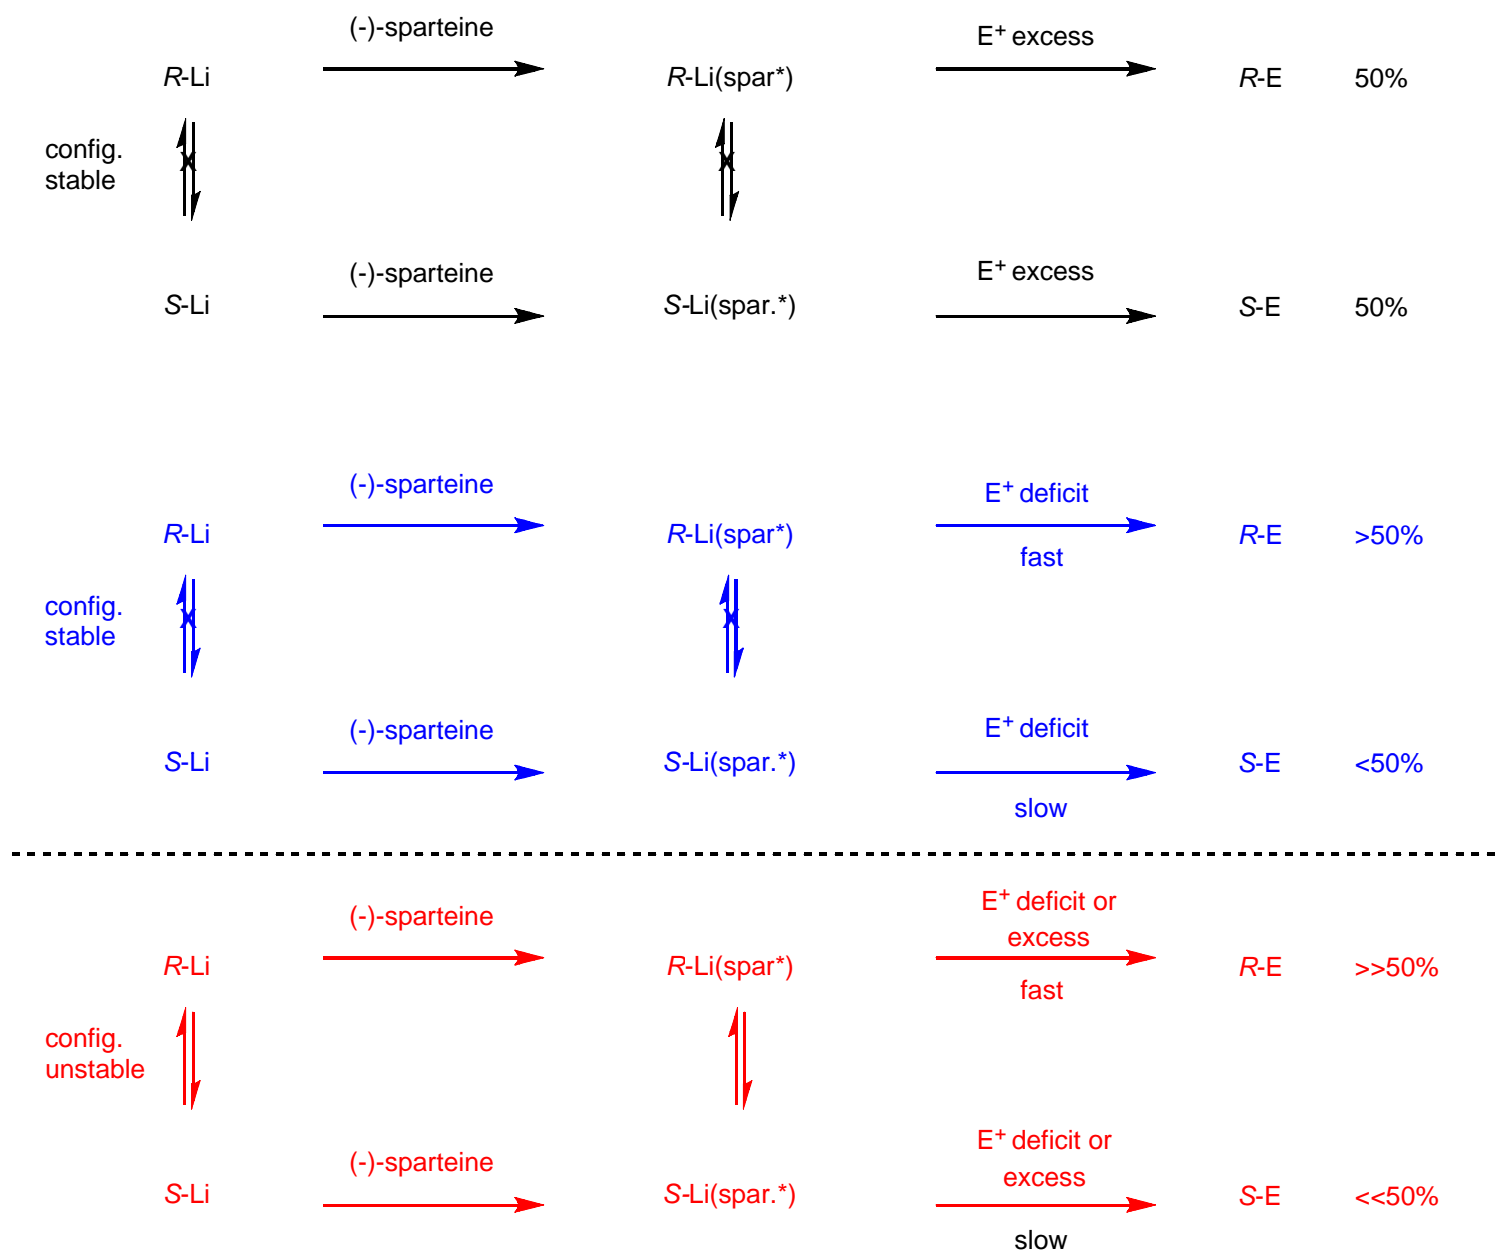 (-)-sparteine
E+ excess
R-Li
R-Li(spar*)
R-E
50%
config.
stable
x
x
(-)-sparteine
E+ excess
S-Li
S-Li(spar.*)
S-E
50%
(-)-sparteine
E+ deficit
R-Li
R-Li(spar*)
fast
R-E
>50%
config.
stable
x
x
(-)-sparteine
E+ deficit
S-Li
S-Li(spar.*)
slow
S-E
<50%
(-)-sparteine
E+ deficit or
excess
R-Li
R-Li(spar*)
fast
R-E
>>50%
config.
unstable
(-)-sparteine
E+ deficit or
excess
S-Li
S-Li(spar.*)
slow
S-E
<<50%